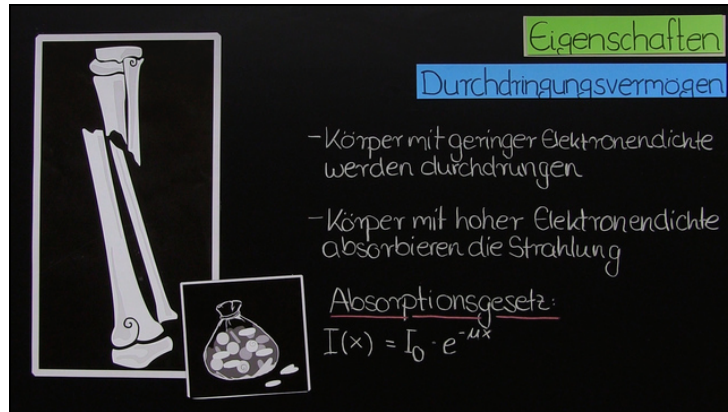 Eigenschaften
Durchdringungsvermögen
-Körper mit geringer Elektronendichte
werden durchdrungen
-Körper mit hoher Elektronendichte
absorbieren die Strahlung
Absorptionsgesetz:
I(x) = I₀ · e^(-μx)